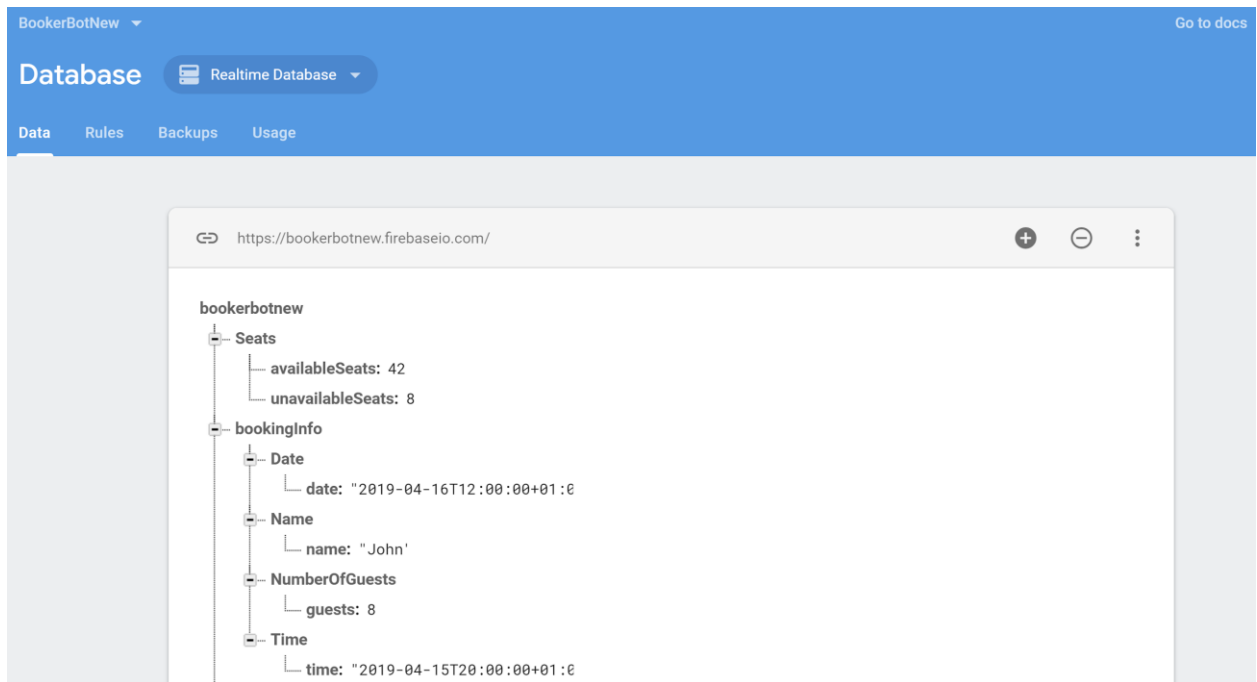 BookerBotNew Go to docs
Database Realtime Database
Data Rules Backups Usage
https://bookerbotnew.firebaseio.com/
bookerbotnew
Seats
availableSeats: 42
unavailableSeats: 8
bookingInfo
Date
date: "2019-04-16T12:00:00+01:0
Name
name: "John'
NumberOfGuests
guests: 8
Time
time: "2019-04-15T20:00:00+01:0